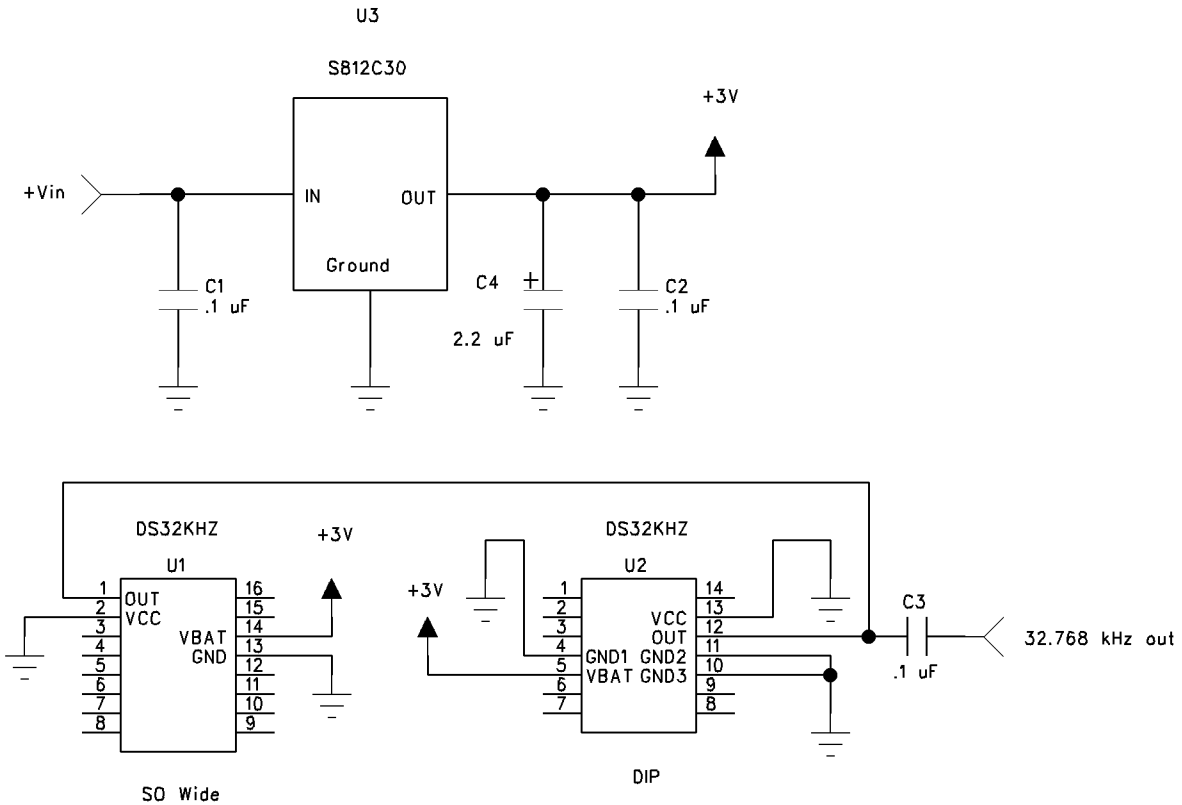 U3
S812C30
+3V
+Vin
IN
OUT
Ground
C1
.1 uF
C4
+
2.2 uF
C2
.1 uF
DS32KHZ
U1
+3V
1
2
3
4
5
6
7
8
OUT
VCC
VBAT
GND
16
15
14
13
12
11
10
9
SO Wide
DS32KHZ
U2
+3V
1
2
3
4
5
6
7
VCC
OUT
GND1 GND2
VBAT GND3
14
13
12
11
10
9
8
DIP
C3
.1 uF
32.768 kHz out